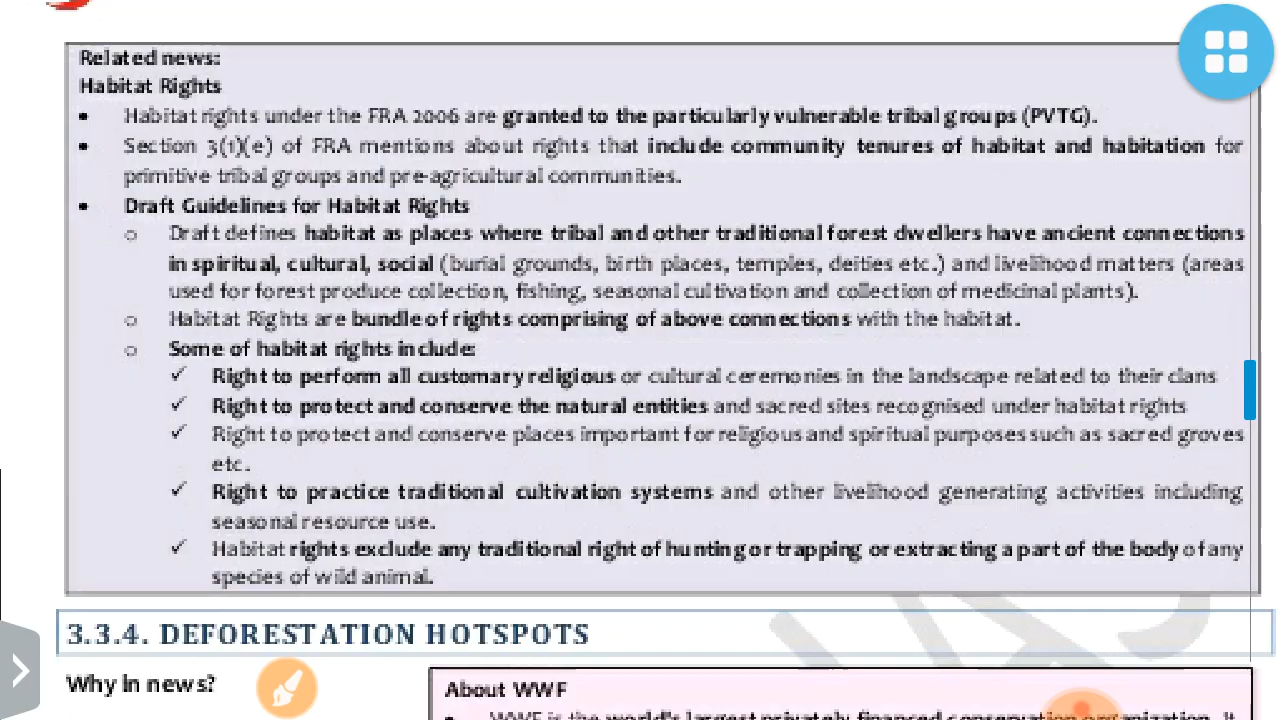 Related news:
Habitat Rights
• Habitat rights under the FRA 2006 are granted to the particularly vulnerable tribal groups (PVTG).
• Section 3(1)(e) of FRA mentions about rights that include community tenures of habitat and habitation for
primitive tribal groups and pre-agricultural communities.
• Draft Guidelines for Habitat Rights
o Draft defines habitat as places where tribal and other traditional forest dwellers have ancient connections
in spiritual, cultural, social (burial grounds, birth places, temples, deities etc.) and livelihood matters (areas
used for forest produce collection, fishing, seasonal cultivation and collection of medicinal plants).
o Habitat Rights are bundle of rights comprising of above connections with the habitat.
o Some of habitat rights include:
✓ Right to perform all customary religious or cultural ceremonies in the landscape related to their clans
✓ Right to protect and conserve the natural entities and sacred sites recognised under habitat rights
✓ Right to protect and conserve places important for religious and spiritual purposes such as sacred groves
etc.
✓ Right to practice traditional cultivation systems and other livelihood generating activities including
seasonal resource use.
✓ Habitat rights exclude any traditional right of hunting or trapping or extracting a part of the body of any
species of wild animal.
3.3.4. DEFORESTATION HOTSPOTS
Why in news?
About WWF
• WWF is the world's largest privately financed conservation organization. It